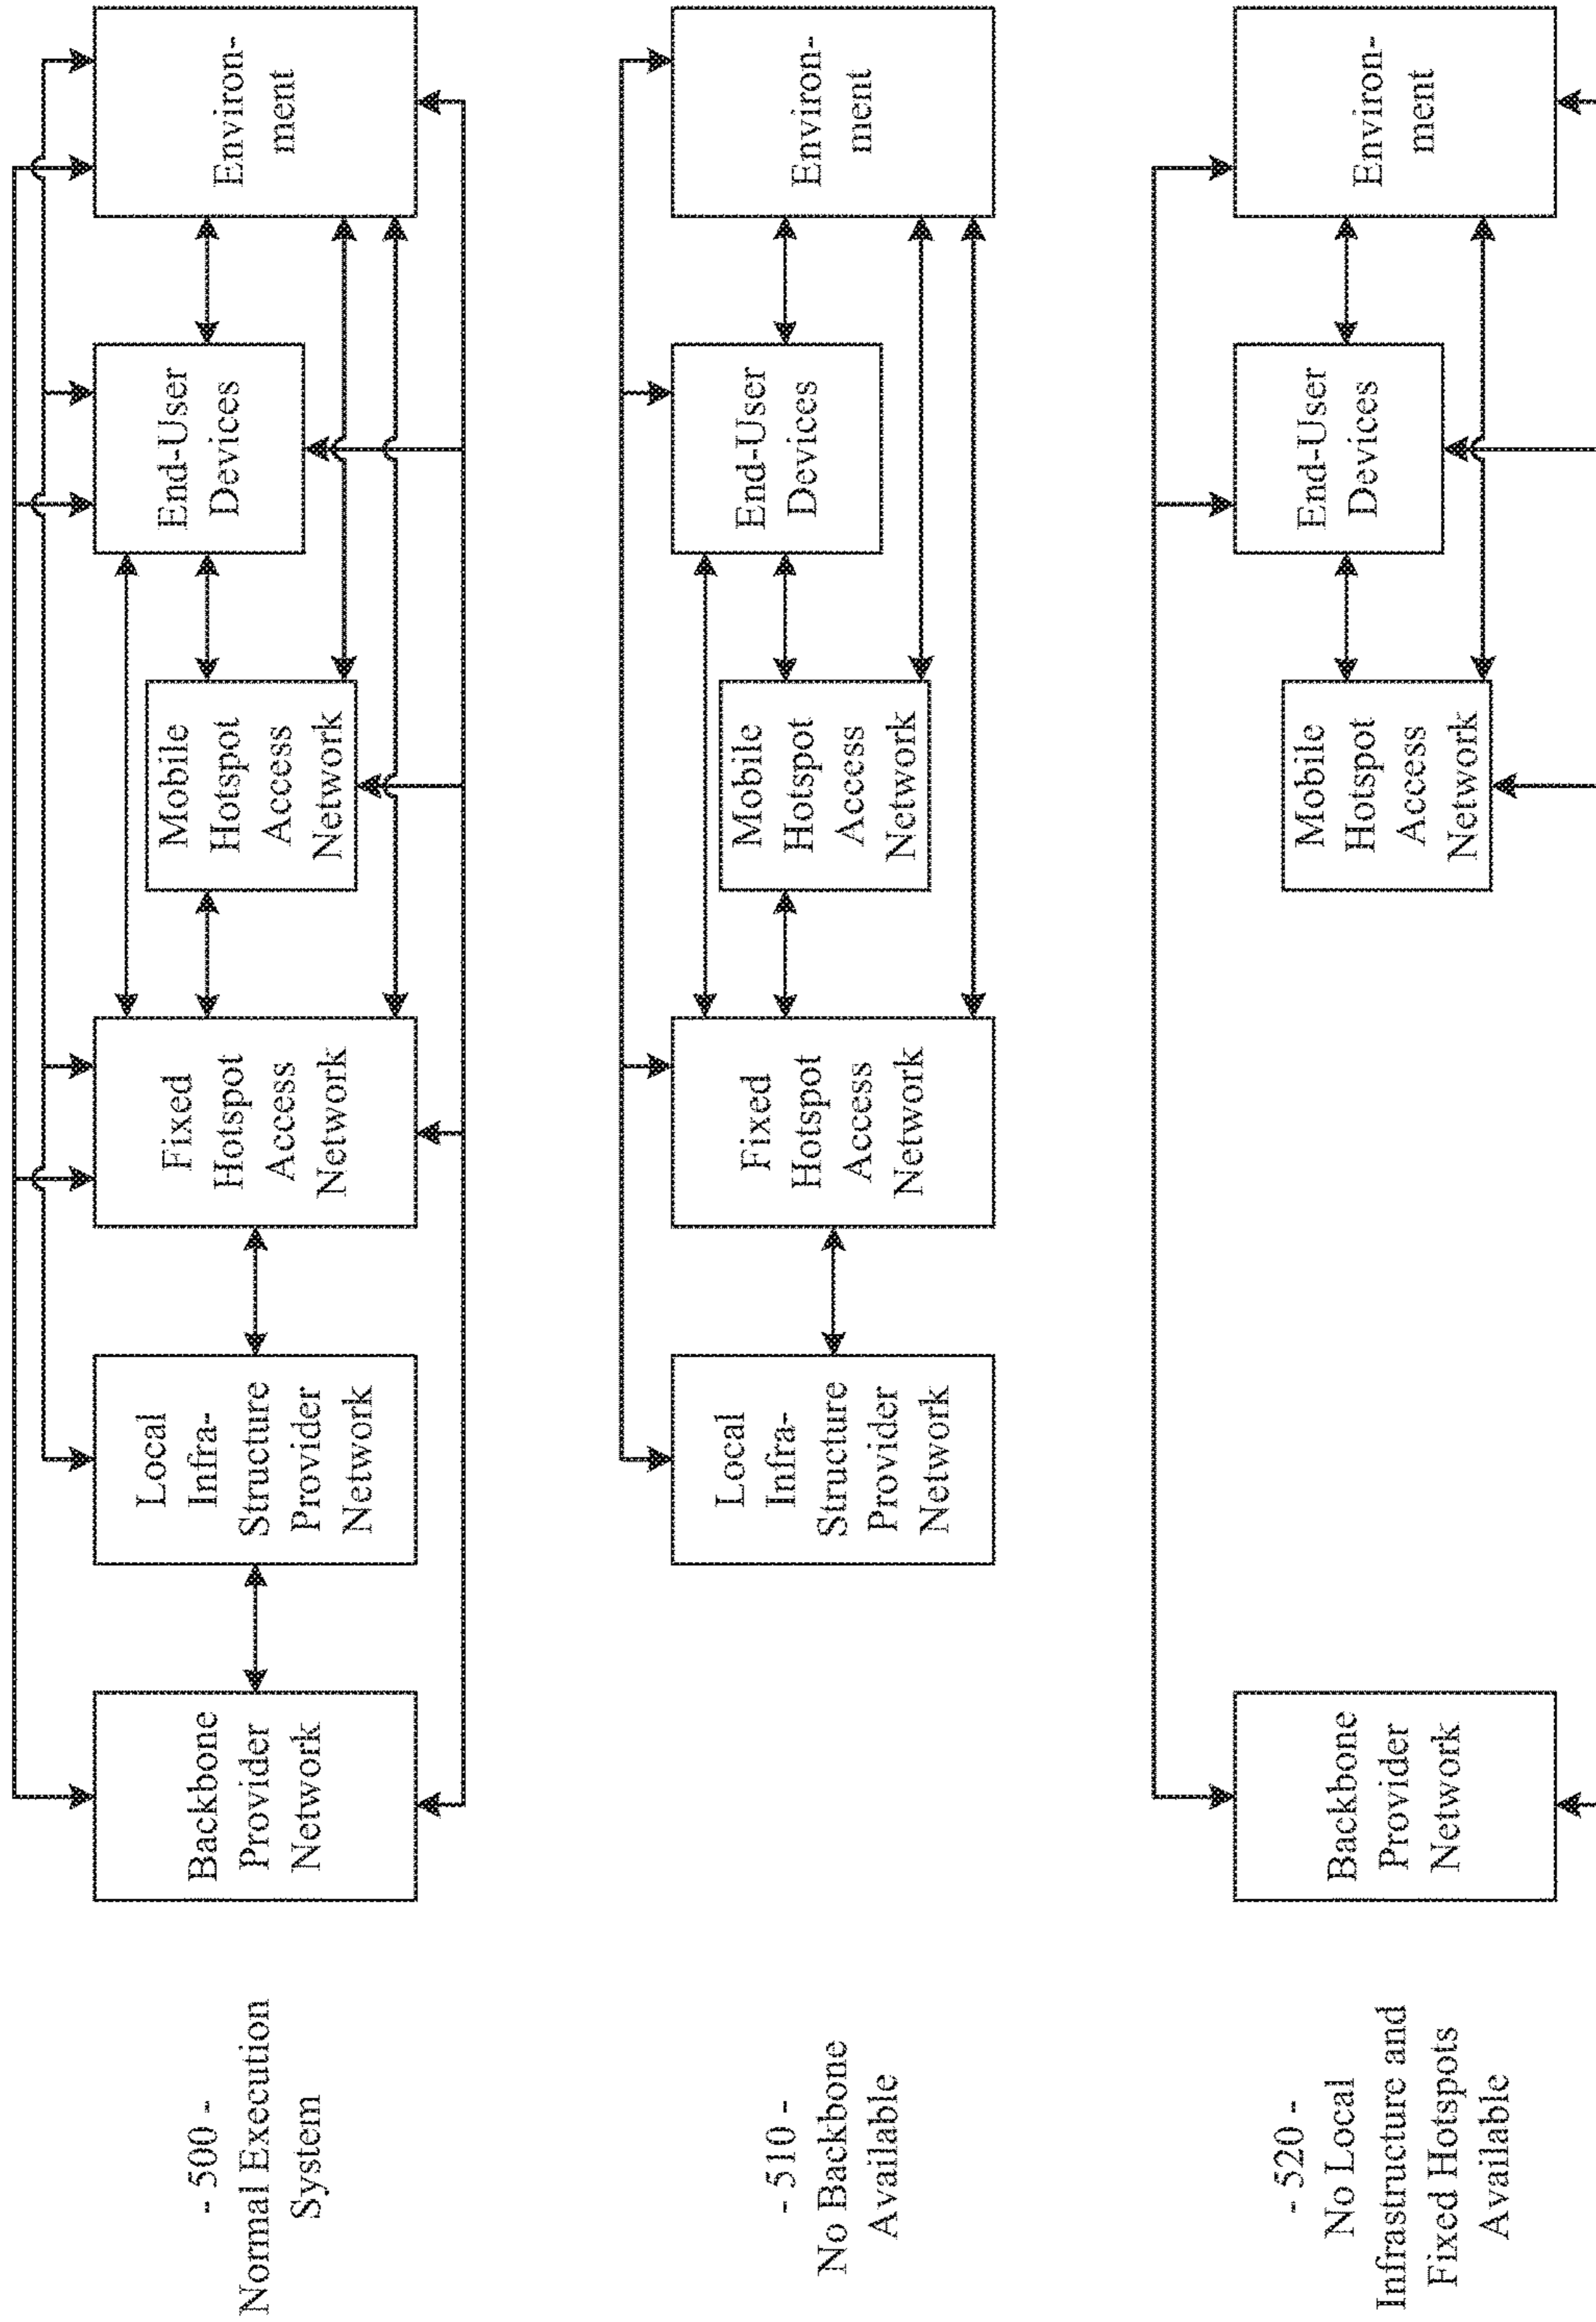 - 500 -
Normal Execution
System
Backbone
Provider
Network
Local
Infra-
Structure
Provider
Network
Fixed
Hotspot
Access
Network
Mobile
Hotspot
Access
Network
End-User
Devices
Environ-
ment
- 510 -
No Backbone
Available
Local
Infra-
Structure
Provider
Network
Fixed
Hotspot
Access
Network
Mobile
Hotspot
Access
Network
End-User
Devices
Environ-
ment
- 520 -
No Local
Infrastructure and
Fixed Hotspots
Available
Backbone
Provider
Network
Mobile
Hotspot
Access
Network
End-User
Devices
Environ-
ment